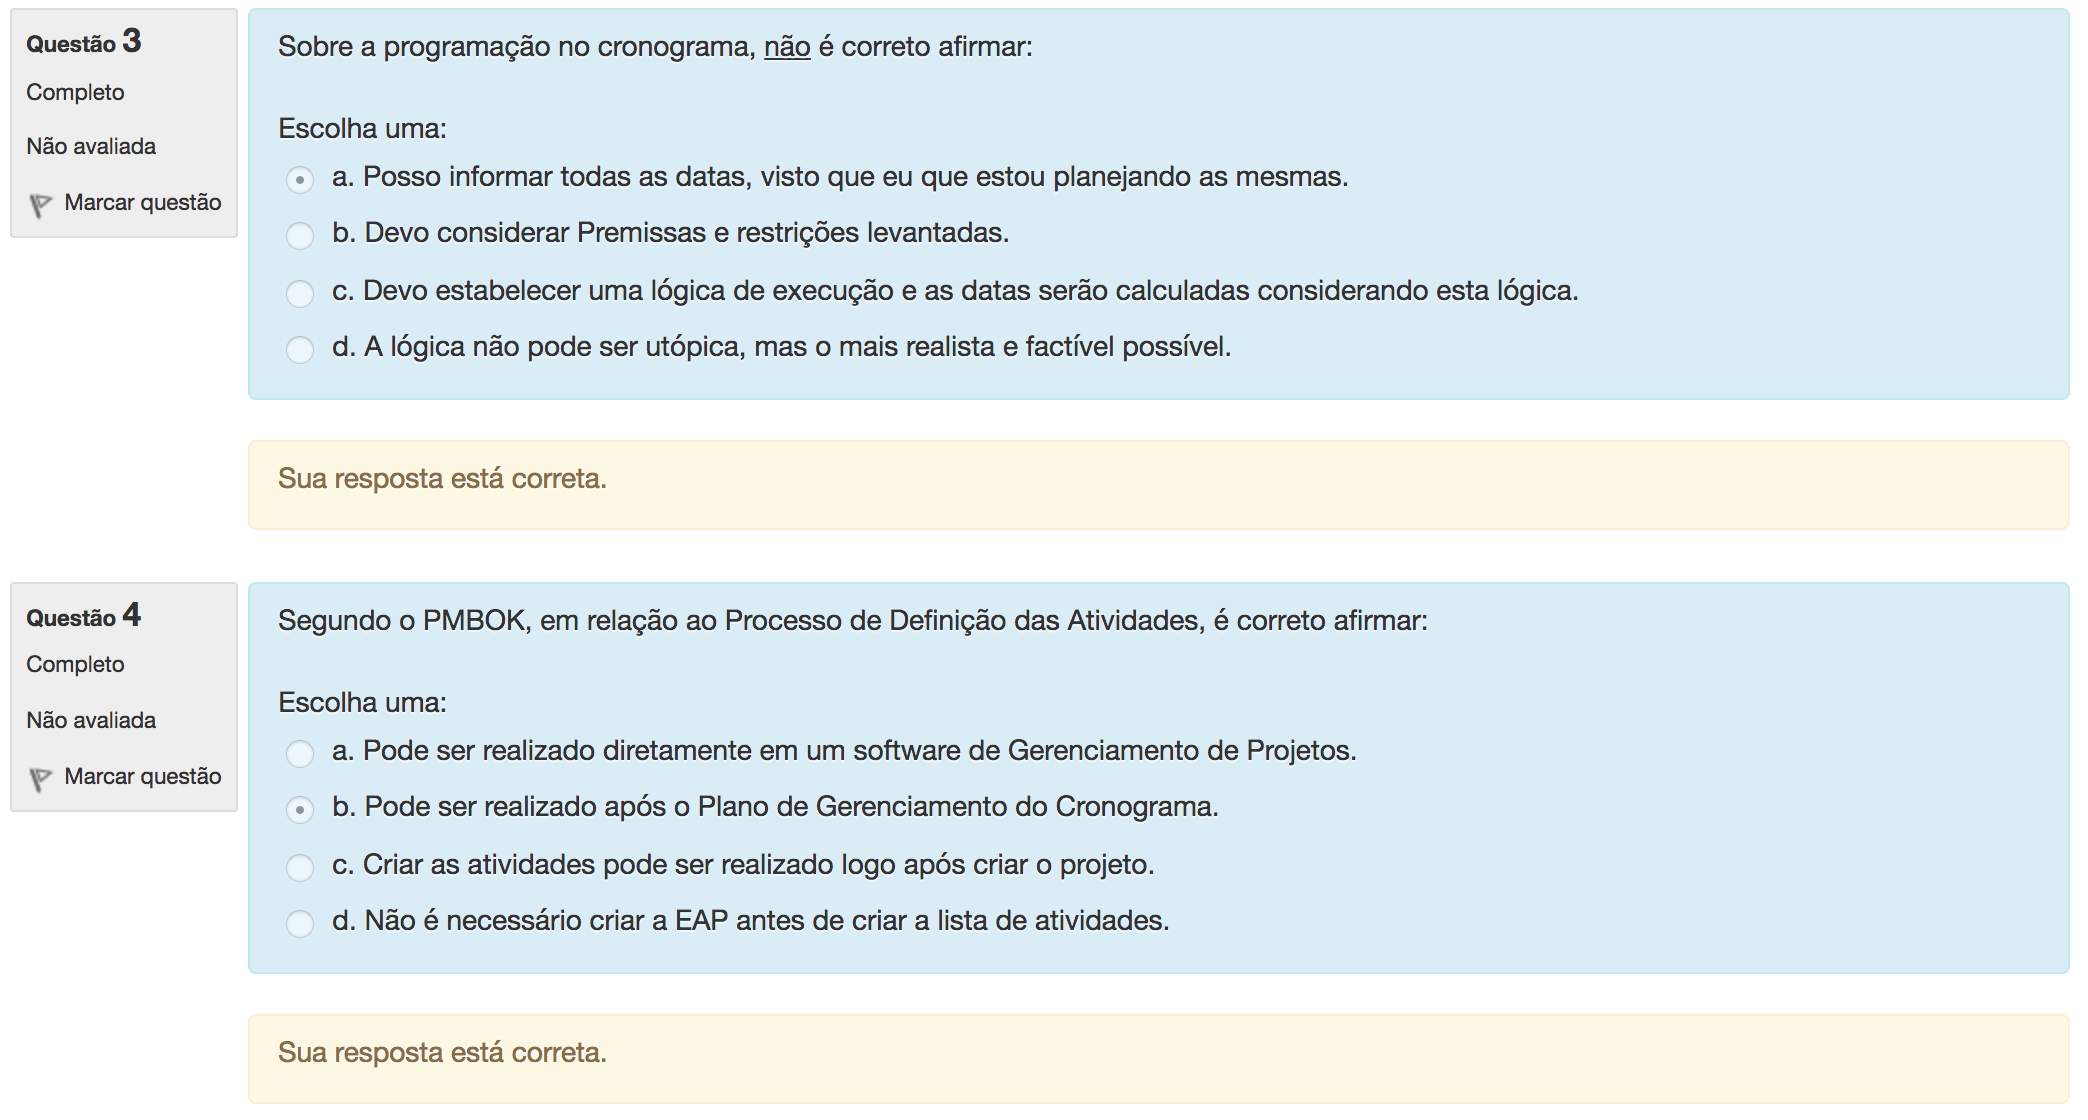 Questão 3
Completo
Não avaliada
Marcar questão
Sobre a programação no cronograma, não é correto afirmar:
Escolha uma:
a. Posso informar todas as datas, visto que eu que estou planejando as mesmas.
b. Devo considerar Premissas e restrições levantadas.
c. Devo estabelecer uma lógica de execução e as datas serão calculadas considerando esta lógica.
d. A lógica não pode ser utópica, mas o mais realista e factível possível.
Sua resposta está correta.
Questão 4
Completo
Não avaliada
Marcar questão
Segundo o PMBOK, em relação ao Processo de Definição das Atividades, é correto afirmar:
Escolha uma:
a. Pode ser realizado diretamente em um software de Gerenciamento de Projetos.
b. Pode ser realizado após o Plano de Gerenciamento do Cronograma.
c. Criar as atividades pode ser realizado logo após criar o projeto.
d. Não é necessário criar a EAP antes de criar a lista de atividades.
Sua resposta está correta.